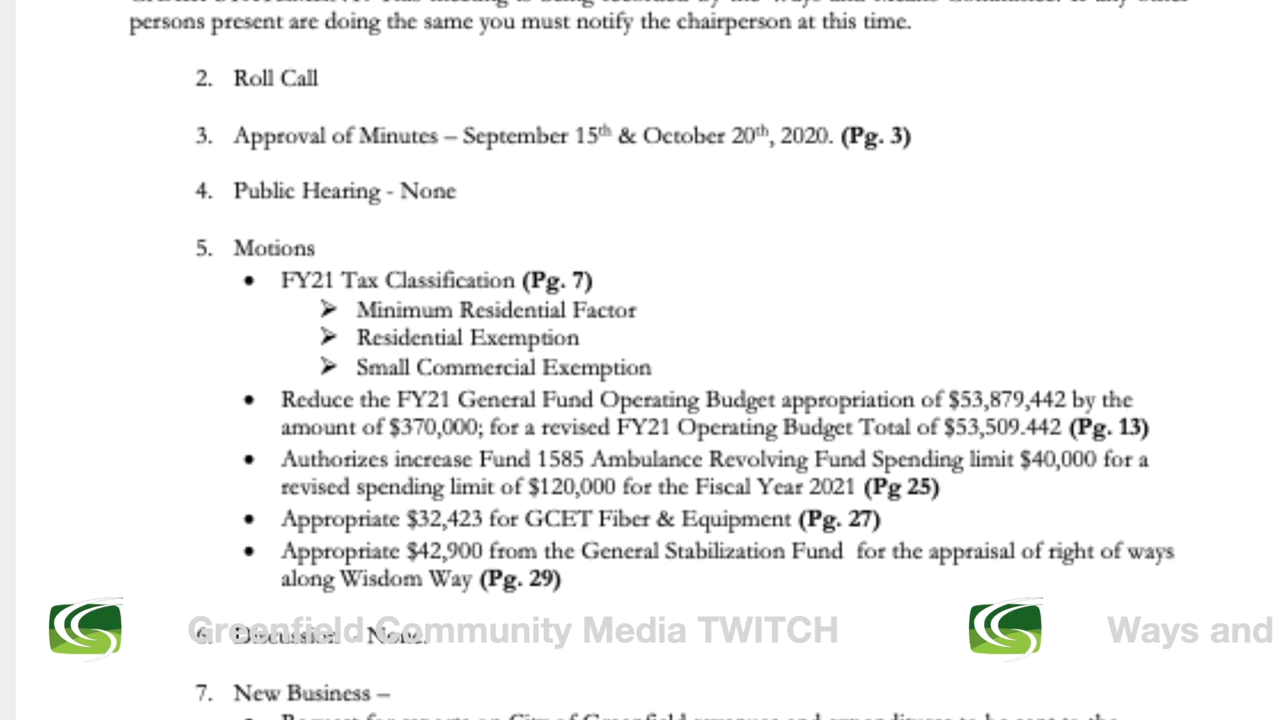 persons present are doing the same you must notify the chairperson at this time.
2. Roll Call
3. Approval of Minutes – September 15th & October 20th, 2020. (Pg. 3)
4. Public Hearing - None
5. Motions
• FY21 Tax Classification (Pg. 7)
➢ Minimum Residential Factor
➢ Residential Exemption
➢ Small Commercial Exemption
• Reduce the FY21 General Fund Operating Budget appropriation of $53,879,442 by the
amount of $370,000; for a revised FY21 Operating Budget Total of $53,509.442 (Pg. 13)
• Authorizes increase Fund 1585 Ambulance Revolving Fund Spending limit $40,000 for a
revised spending limit of $120,000 for the Fiscal Year 2021 (Pg 25)
• Appropriate $32,423 for GCET Fiber & Equipment (Pg. 27)
• Appropriate $42,900 from the General Stabilization Fund for the appraisal of right of ways
along Wisdom Way (Pg. 29)
6. Discussion - None.
Greenfield Community Media TWITCH Ways and
7. New Business –